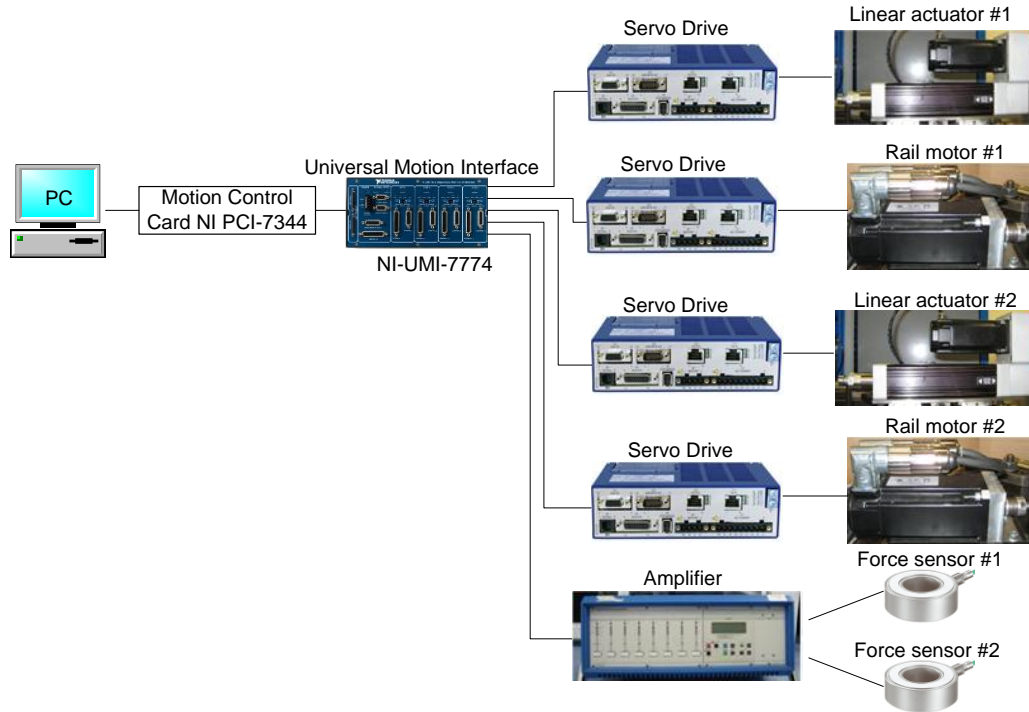 Linear actuator #1
Servo Drive
Rail motor #1
Servo Drive
Universal Motion Interface
PC
Motion Control
Card NI PCI-7344
NI-UMI-7774
Linear actuator #2
Servo Drive
Rail motor #2
Servo Drive
Force sensor #1
Amplifier
Force sensor #2